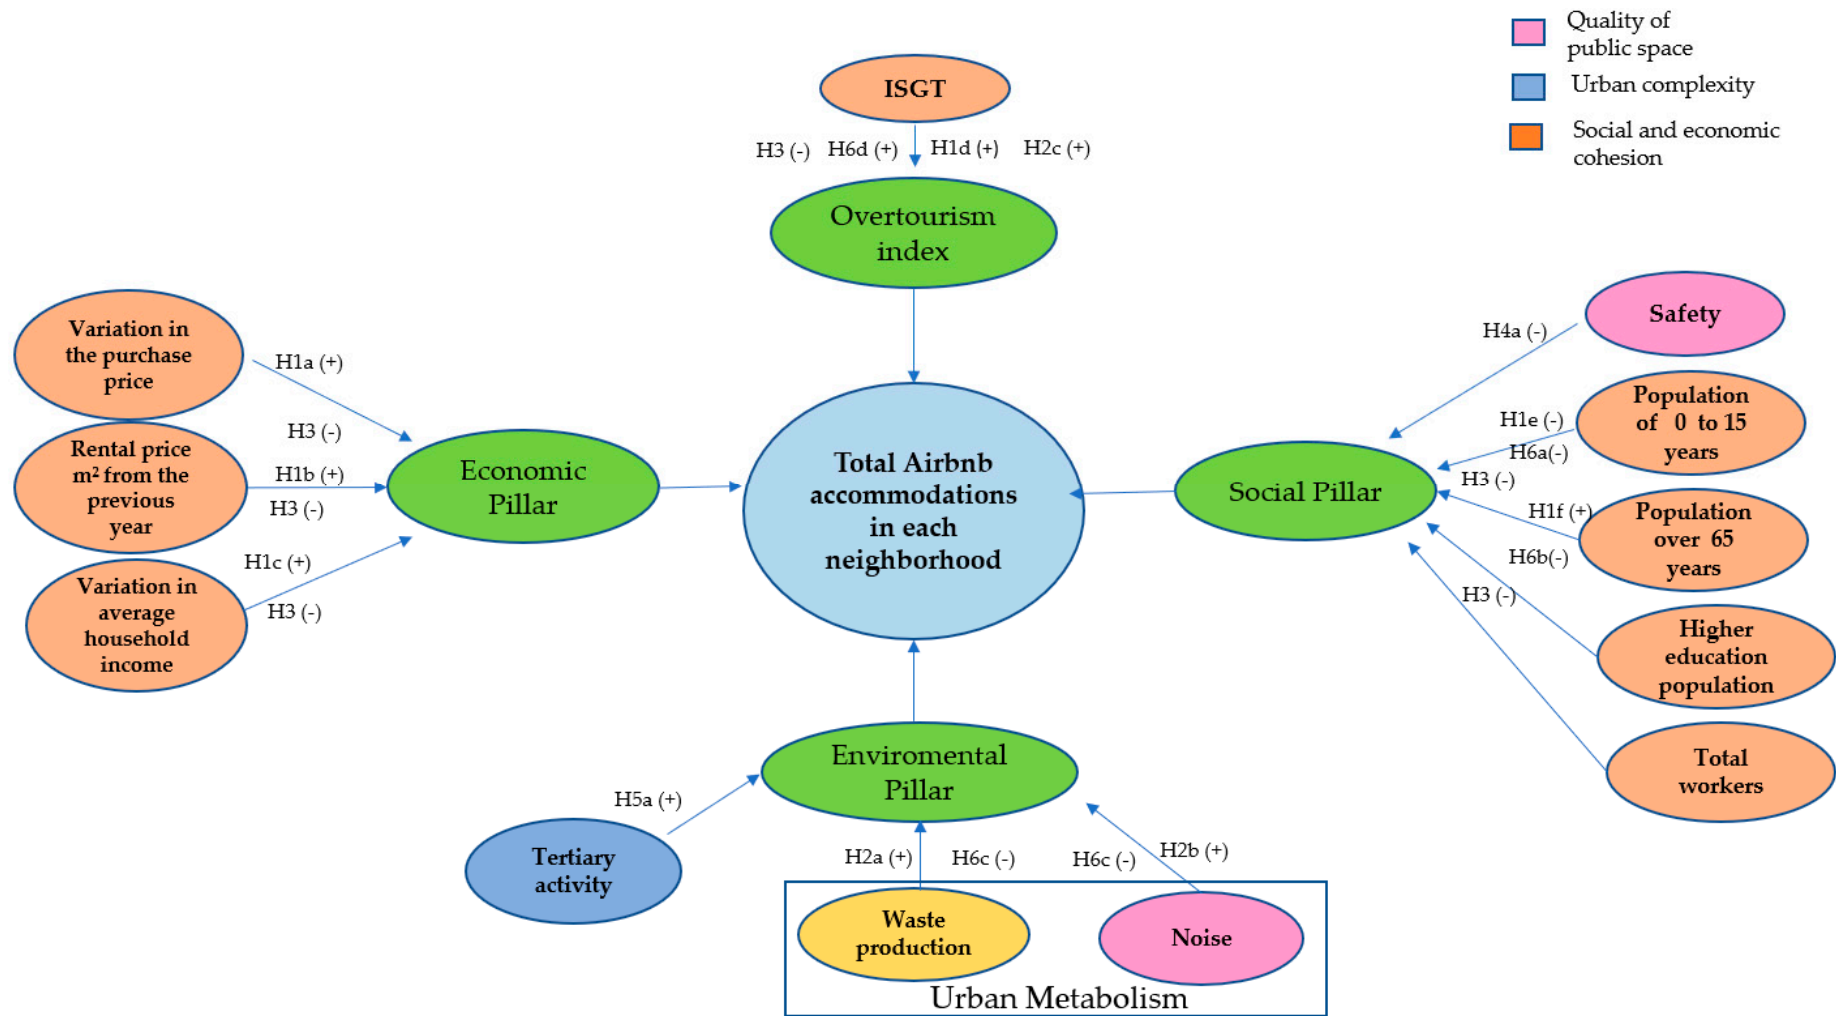 Quality of
public space
Urban complexity
Social and economic
cohesion
ISGT
H3 (-)
H6d (+)
H1d (+)
H2c (+)
Overtourism
index
Variation in
the purchase
price
H1a (+)
H3 (-)
Rental price
m² from the
previous
year
H1b (+)
H3 (-)
Variation in
average
household
income
H1c (+)
H3 (-)
Economic
Pillar
Total Airbnb
accommodations
in each
neighborhood
Social Pillar
Safety
H4a (-)
Population
of 0 to 15
years
H1e (-)
H6a(-)
H3 (-)
Population
over 65
years
H1f (+)
H6b(-)
H3 (-)
Higher
education
population
Total
workers
Enviromental
Pillar
H5a (+)
Tertiary
activity
H2a (+)
H6c (-)
H6c (-)
H2b (+)
Waste
production
Noise
Urban Metabolism